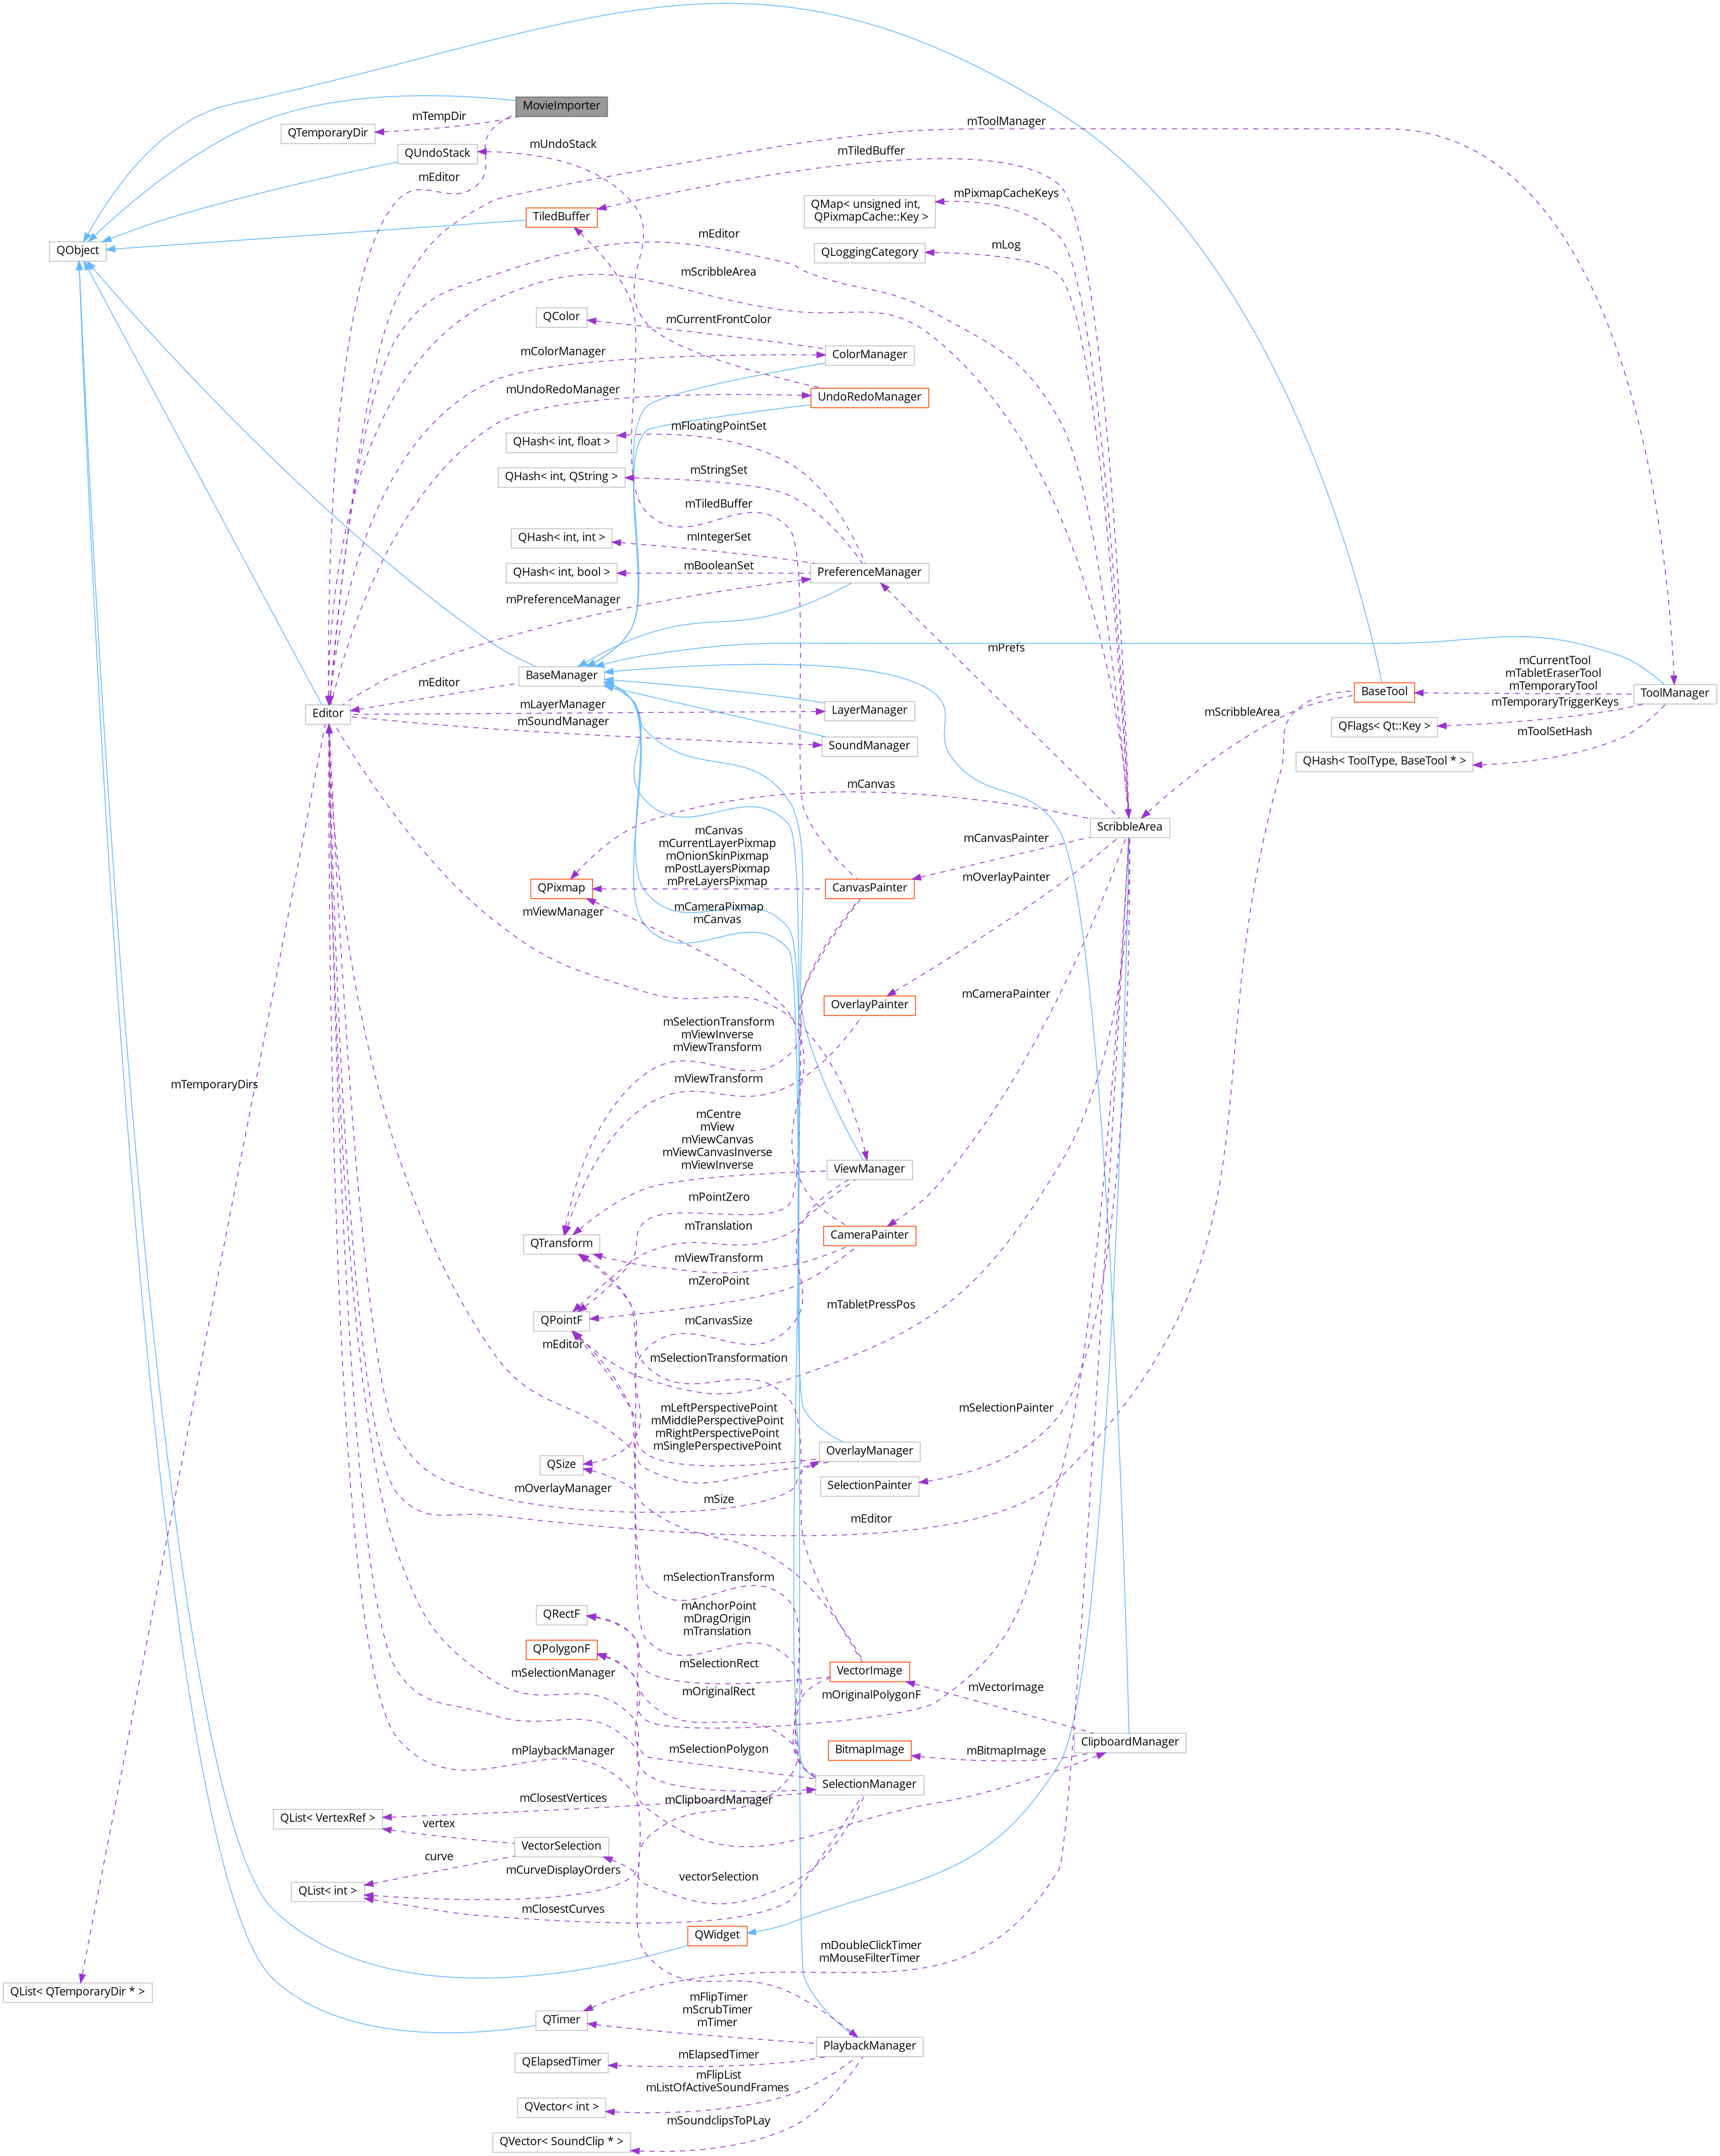 MovieImporter
mTempDir
mToolManager
QTemporaryDir
mUndoStack
QUndoStack
mTiledBuffer
mEditor
mPixmapCacheKeys
QMap< unsigned int,
QPixmapCache::Key >
TiledBuffer
mEditor
mLog
QObject
QLoggingCategory
mScribbleArea
QColor
mCurrentFrontColor
mColorManager
ColorManager
mUndoRedoManager
UndoRedoManager
mFloatingPointSet
QHash< int, float >
mStringSet
QHash< int, QString >
mTiledBuffer
QHash< int, int >
mIntegerSet
mBooleanSet
QHash< int, bool >
PreferenceManager
mPreferenceManager
mPrefs
mCurrentTool
mTabletEraserTool
mTemporaryTool
BaseManager
mEditor
BaseTool
ToolManager
mLayerManager
LayerManager
mTemporaryTriggerKeys
Editor
mSoundManager
mScribbleArea
QFlags< Qt::Key >
mToolSetHash
SoundManager
QHash< ToolType, BaseTool * >
mCanvas
mCanvas
mCurrentLayerPixmap
mOnionSkinPixmap
mPostLayersPixmap
mPreLayersPixmap
ScribbleArea
mCanvasPainter
mOverlayPainter
QPixmap
CanvasPainter
mCameraPixmap
mCanvas
mViewManager
mCameraPainter
OverlayPainter
mSelectionTransform
mViewInverse
mViewTransform
mViewTransform
mTemporaryDirs
mCentre
mView
mViewCanvas
mViewCanvasInverse
mViewInverse
ViewManager
mPointZero
mTranslation
CameraPainter
QTransform
mViewTransform
mZeroPoint
mTabletPressPos
QPointF
mCanvasSize
mEditor
mSelectionTransformation
mLeftPerspectivePoint
mMiddlePerspectivePoint
mRightPerspectivePoint
mSinglePerspectivePoint
mSelectionPainter
OverlayManager
QSize
SelectionPainter
mOverlayManager
mSize
mEditor
mSelectionTransform
mAnchorPoint
mDragOrigin
mTranslation
QRectF
QPolygonF
mSelectionRect
mSelectionManager
VectorImage
mOriginalRect
mOriginalPolygonF
mVectorImage
ClipboardManager
mPlaybackManager
mSelectionPolygon
BitmapImage
mBitmapImage
SelectionManager
mClosestVertices
mClipboardManager
QList< VertexRef >
vertex
VectorSelection
curve
mCurveDisplayOrders
vectorSelection
QList< int >
mClosestCurves
QWidget
mDoubleClickTimer
mMouseFilterTimer
QList< QTemporaryDir * >
mFlipTimer
mScrubTimer
mTimer
QTimer
PlaybackManager
mElapsedTimer
QElapsedTimer
mFlipList
mListOfActiveSoundFrames
QVector< int >
mSoundclipsToPLay
QVector< SoundClip * >